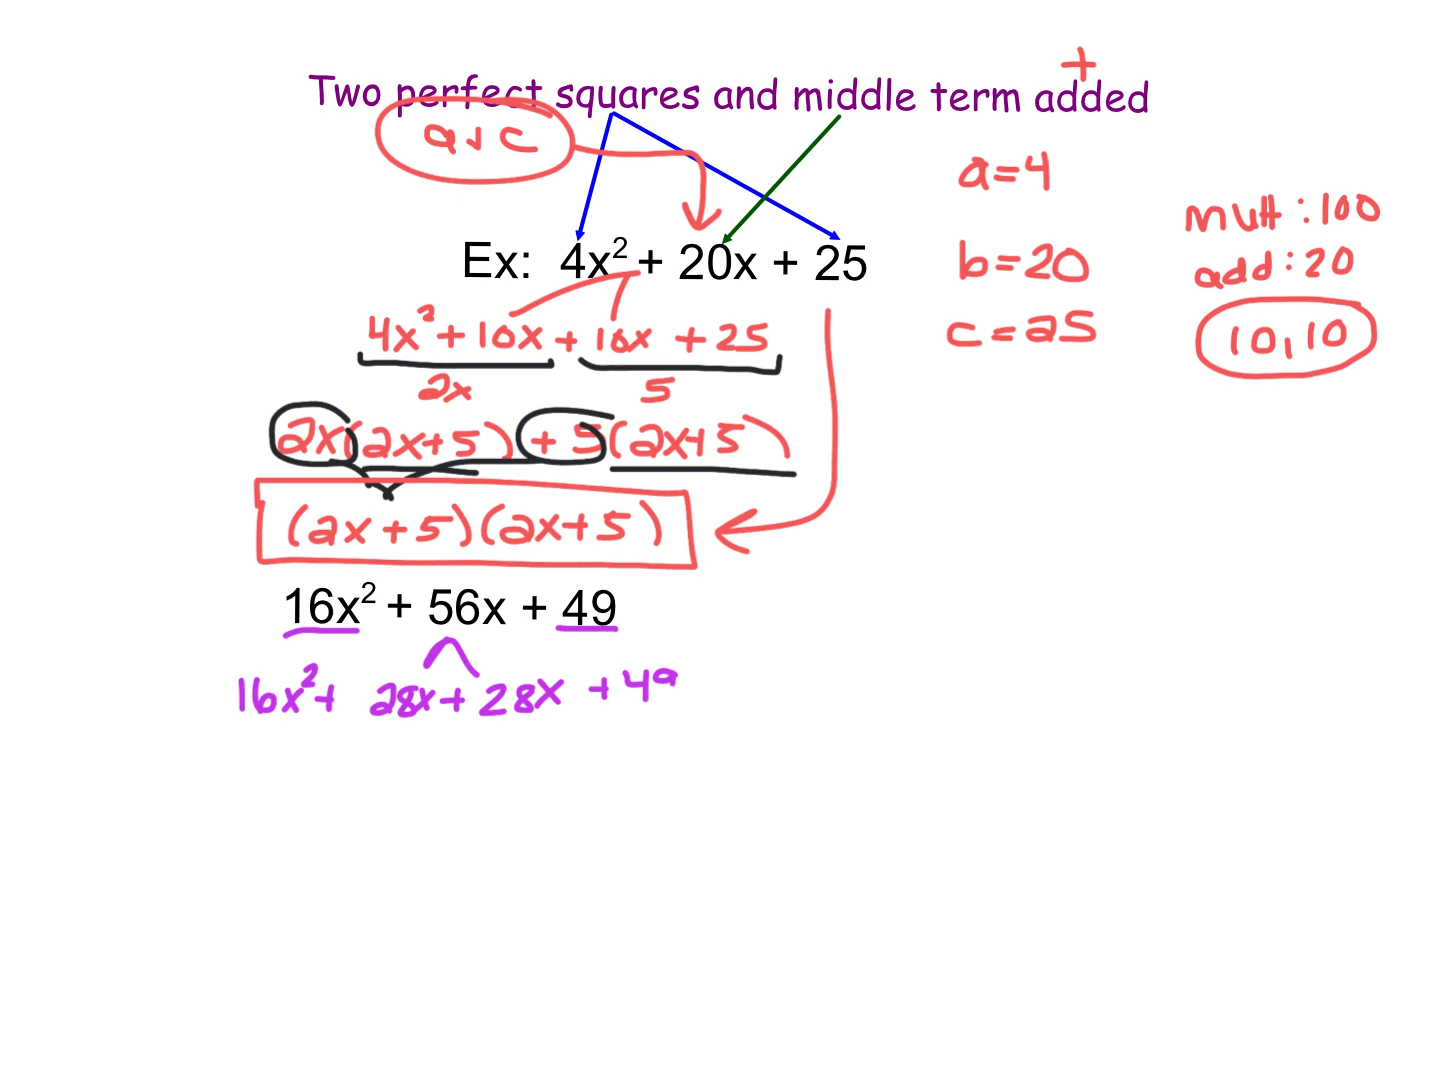 +
Two perfect squares and middle term added
a √ c
a=4
mult : 100
Ex: 4x² + 20x + 25
b=20
add : 20
4x² + 10x + 10x + 25
c=25
10, 10
2x 5
2x(2x+5) + 5(2x+5)
(2x+5)(2x+5)
16x² + 56x + 49
16x² + 28x + 28x + 49